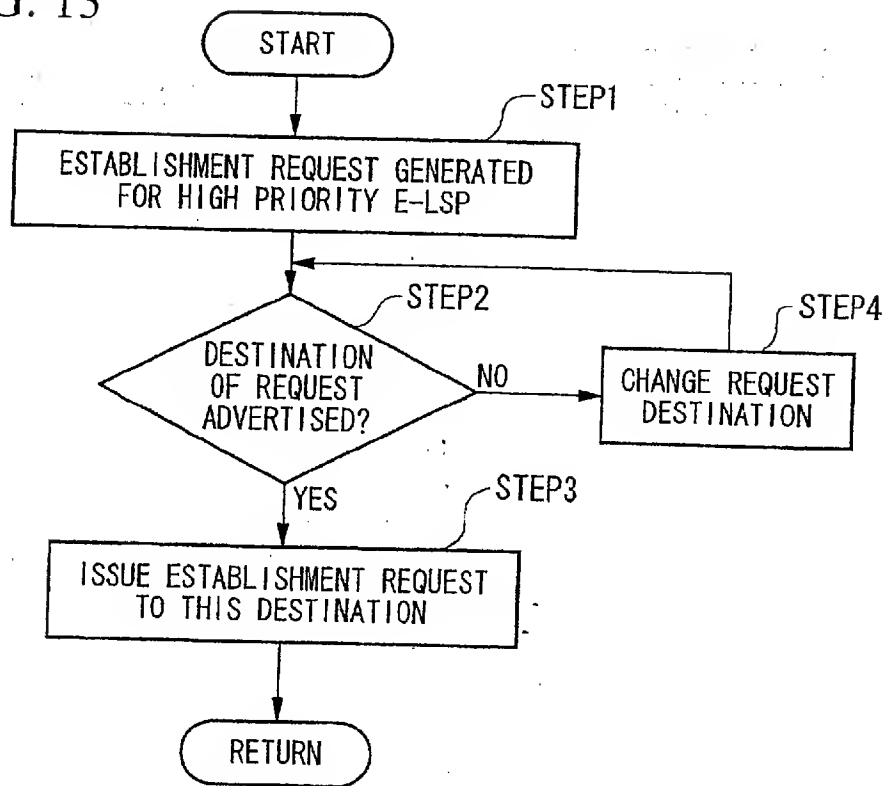 G. 13
START
STEP1
ESTABLISHMENT REQUEST GENERATED
FOR HIGH PRIORITY E-LSP
STEP2
DESTINATION
OF REQUEST
ADVERTISED?
NO
STEP4
CHANGE REQUEST
DESTINATION
YES
STEP3
ISSUE ESTABLISHMENT REQUEST
TO THIS DESTINATION
RETURN